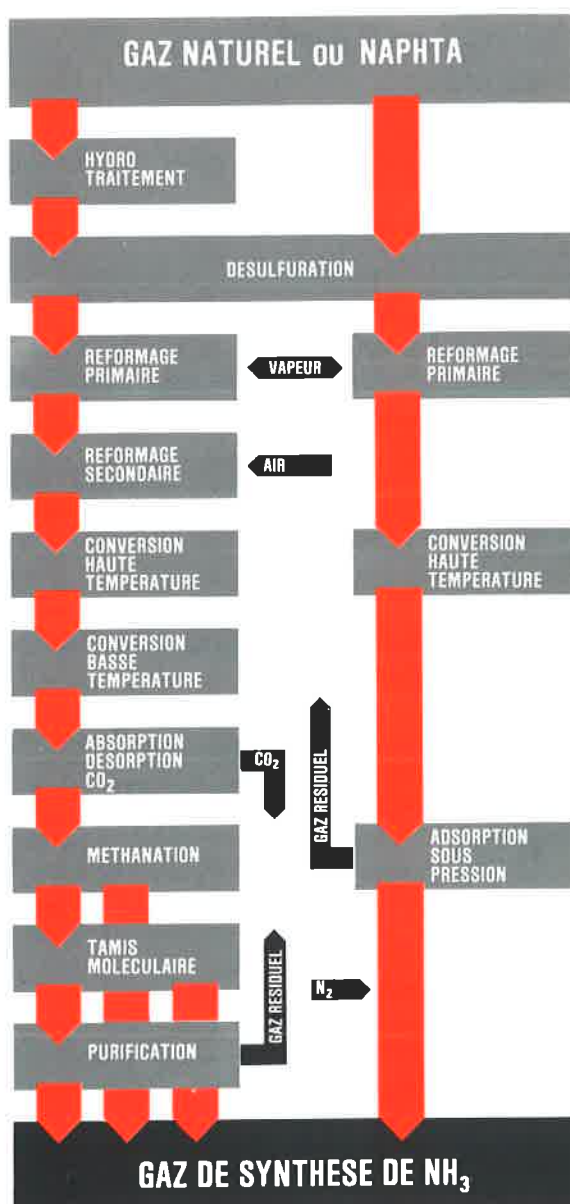 GAZ NATUREL OU NAPHTA
HYDRO
TRAITEMENT
DESULFURATION
REFORMAGE
PRIMAIRE
VAPEUR
REFORMAGE
PRIMAIRE
REFORMAGE
SECONDAIRE
AIR
CONVERSION
HAUTE
TEMPERATURE
CONVERSION
HAUTE
TEMPERATURE
CONVERSION
BASSE
TEMPERATURE
ABSORPTION
DESORPTION
CO₂
CO₂
GAZ RESIDUEL
METHANATION
ADSORPTION
SOUS
PRESSION
TAMIS
MOLECULAIRE
GAZ RESIDUEL
N₂
PURIFICATION
GAZ DE SYNTHESE DE NH₃